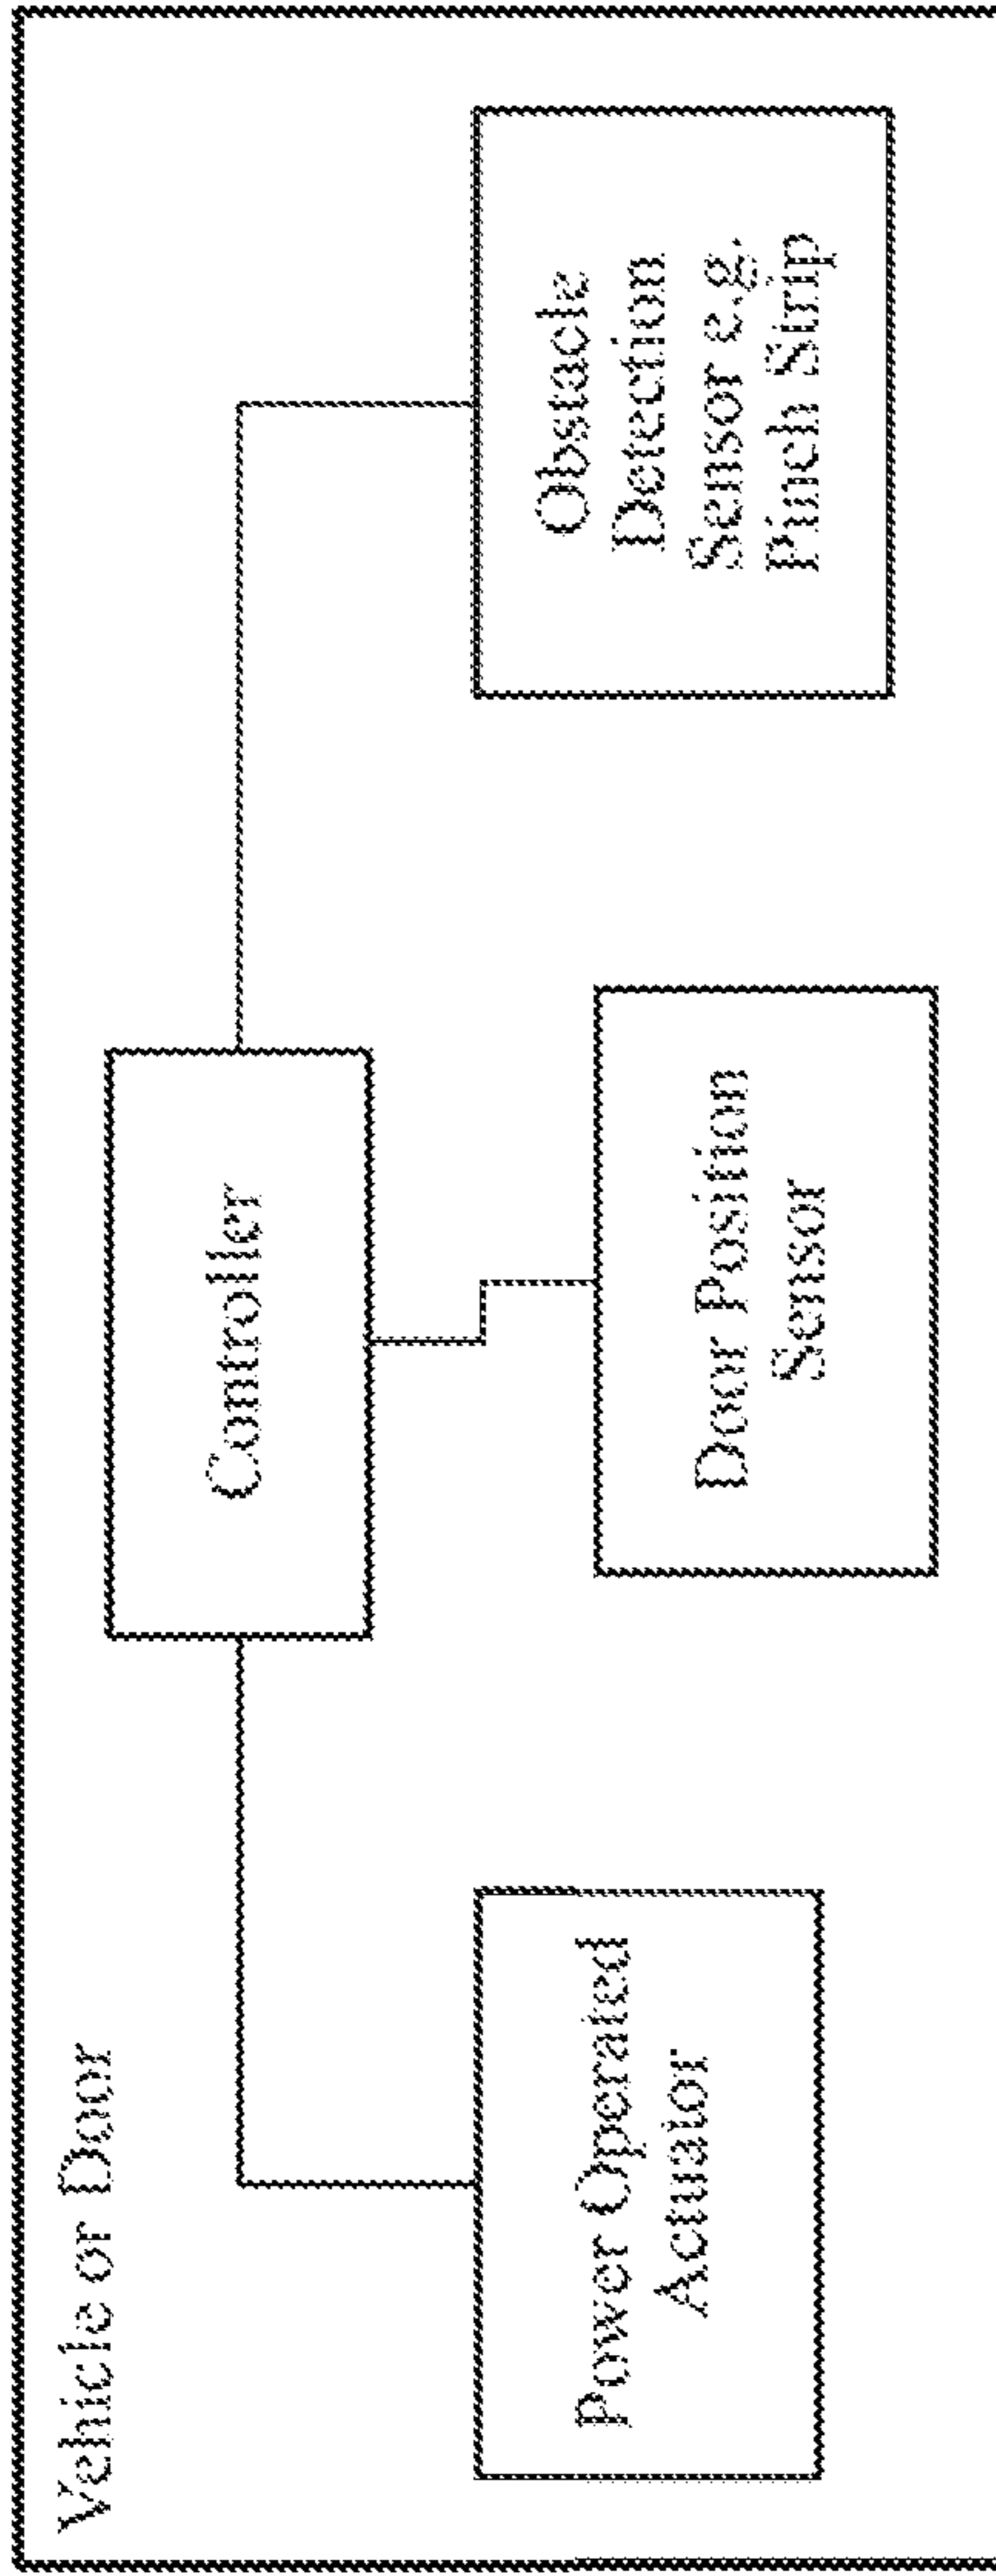 Vehicle or Door
Controller
Power Operated
Actuator
Door Position
Sensor
Obstacle
Detection
Sensor e.g.
Pinch Strip